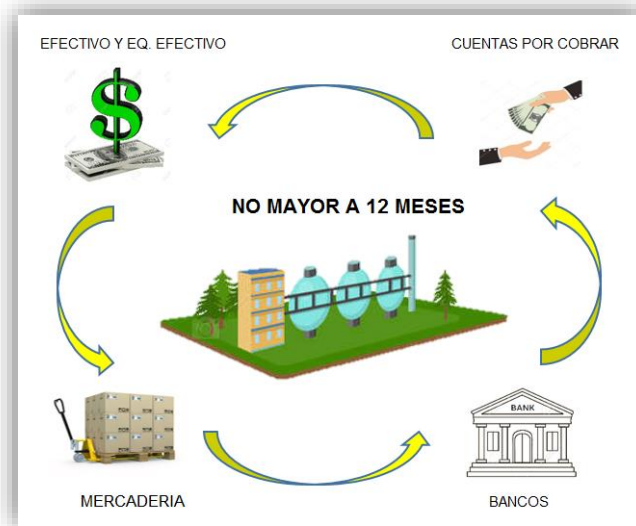 EFECTIVO Y EQ. EFECTIVO
CUENTAS POR COBRAR
NO MAYOR A 12 MESES
BANK
MERCADERIA
BANCOS